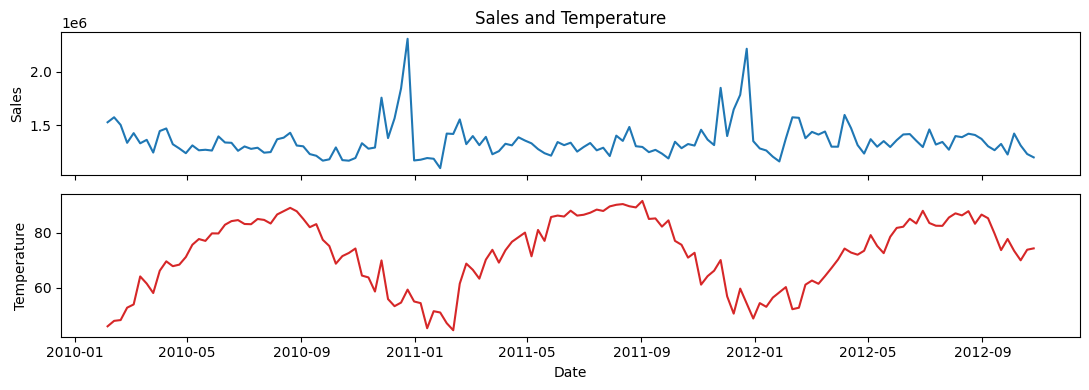 Sales and Temperature
1e6
2.0
1.5
Sales
80
60
Temperature
2010-01 2010-05 2010-09 2011-01 2011-05 2011-09 2012-01 2012-05 2012-09
Date